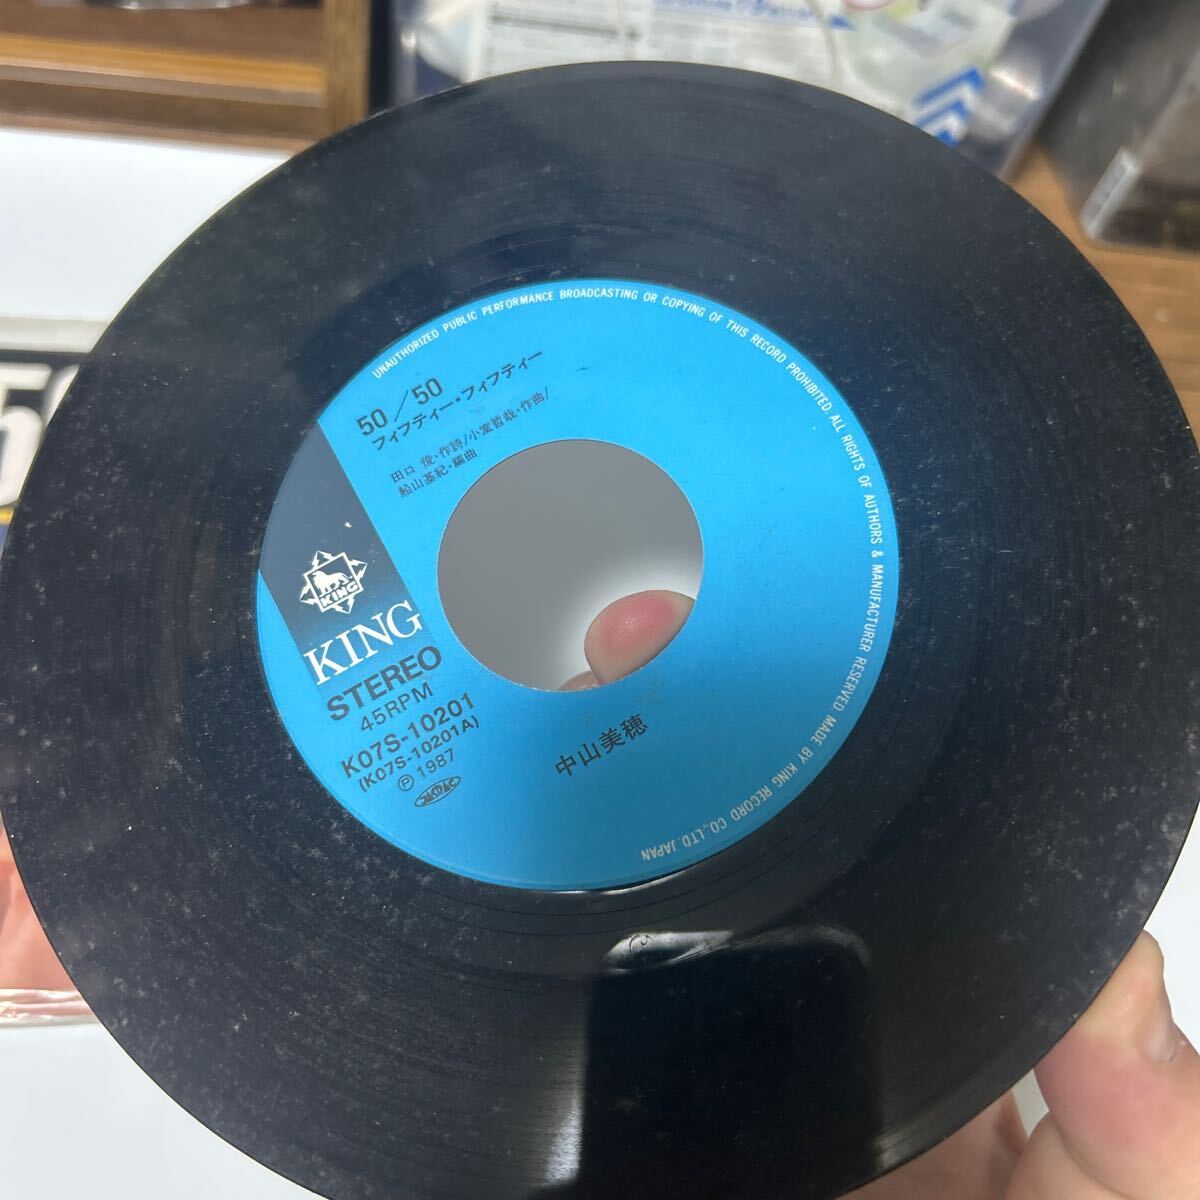 UNAUTHORIZED PUBLIC PERFORMANCE BROADCASTING OR COPYING OF THIS RECORD PROHIBITED. ALL RIGHTS OF AUTHORS & MANUFACTURER RESERVED MADE BY KING RECORD CO., LTD. JAPAN
50／50
フィフティー・フィフティー
田口 俊・作詩/小室哲哉・作曲/
船山基紀・編曲
KING
KING
STEREO
45RPM
K07S-10201
(K07S-10201A)
Ⓟ 1987
JASRAC
中山美穂